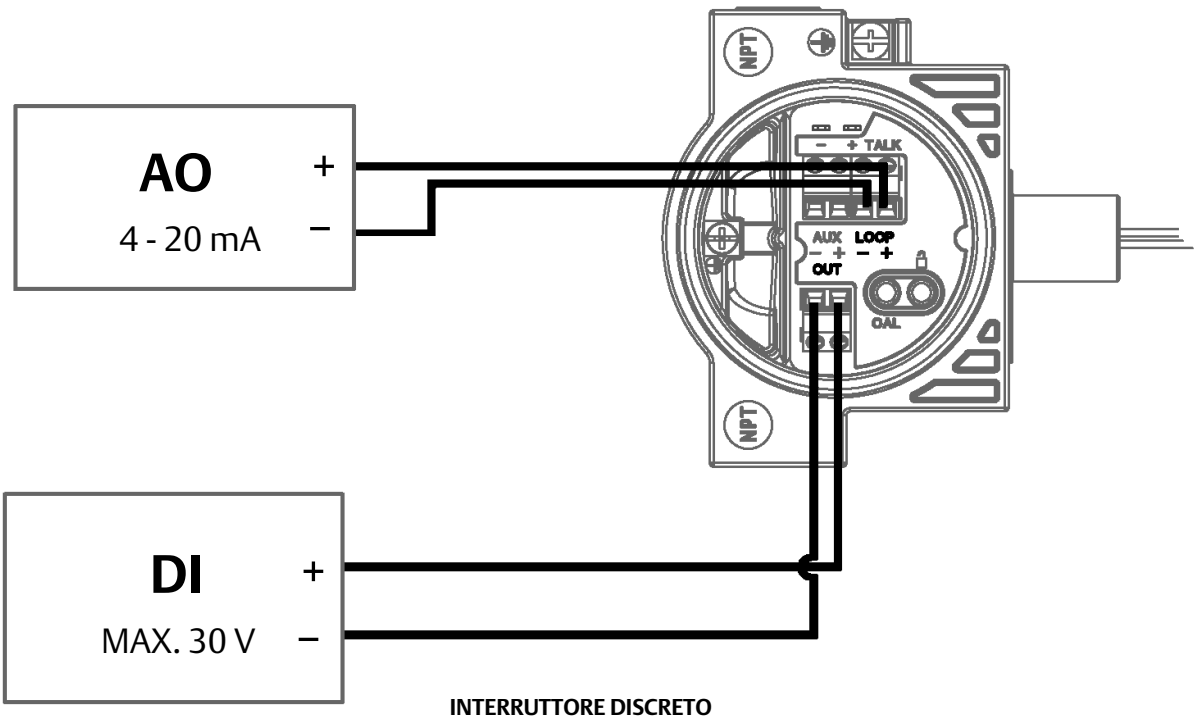 NPT
AO
+
4 - 20 mA
−
− + TALK
AUX LOOP
− + − +
OUT
CAL
NPT
DI
+
MAX. 30 V
−
INTERRUTTORE DISCRETO